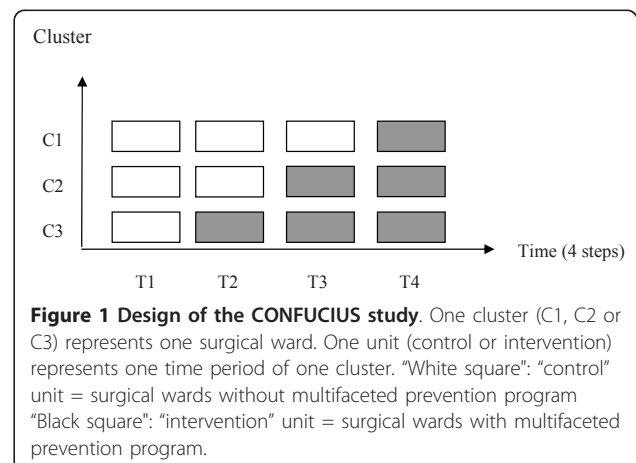 Cluster
C1
C2
C3
Time (4 steps)
T1 T2 T3 T4
Figure 1 Design of the CONFUCIUS study. One cluster (C1, C2 or
C3) represents one surgical ward. One unit (control or intervention)
represents one time period of one cluster. “White square": “control”
unit = surgical wards without multifaceted prevention program
“Black square": “intervention” unit = surgical wards with multifaceted
prevention program.